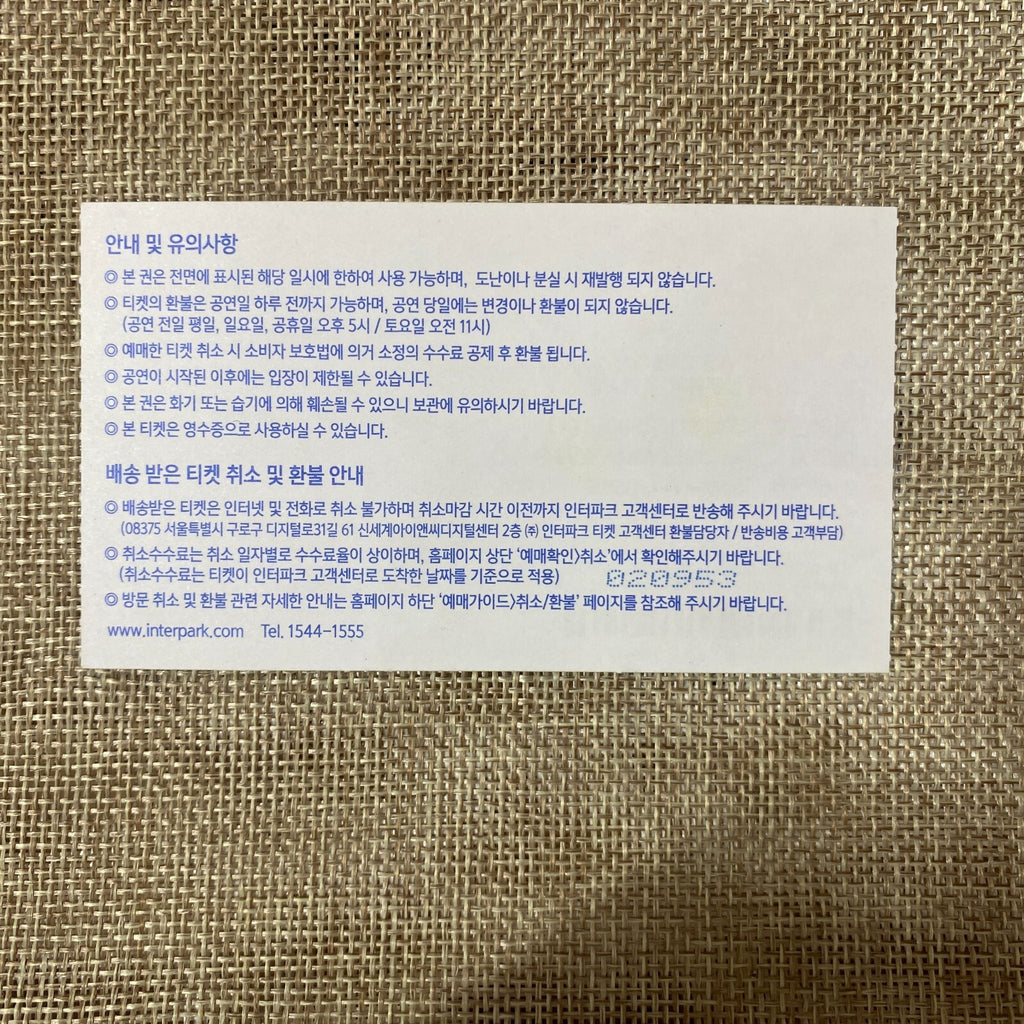 안내 및 유의사항
◎ 본 권은 전면에 표시된 해당 일시에 한하여 사용 가능하며, 도난이나 분실 시 재발행 되지 않습니다.
◎ 티켓의 환불은 공연일 하루 전까지 가능하며, 공연 당일에는 변경이나 환불이 되지 않습니다.
(공연 전일 평일, 일요일, 공휴일 오후 5시 / 토요일 오전 11시)
◎ 예매한 티켓 취소 시 소비자 보호법에 의거 소정의 수수료 공제 후 환불 됩니다.
◎ 공연이 시작된 이후에는 입장이 제한될 수 있습니다.
◎ 본 권은 화기 또는 습기에 의해 훼손될 수 있으니 보관에 유의하시기 바랍니다.
◎ 본 티켓은 영수증으로 사용하실 수 있습니다.
배송 받은 티켓 취소 및 환불 안내
◎ 배송받은 티켓은 인터넷 및 전화로 취소 불가하며 취소마감 시간 이전까지 인터파크 고객센터로 반송해 주시기 바랍니다.
(08375 서울특별시 구로구 디지털로31길 61 신세계아이앤씨디지털센터 2층 ㈜ 인터파크 티켓 고객센터 환불담당자 / 반송비용 고객부담)
◎ 취소수수료는 취소 일자별로 수수료율이 상이하며, 홈페이지 상단 ‘예매확인〉취소’에서 확인해주시기 바랍니다.
(취소수수료는 티켓이 인터파크 고객센터로 도착한 날짜를 기준으로 적용) 020953
◎ 방문 취소 및 환불 관련 자세한 안내는 홈페이지 하단 ‘예매가이드〉취소/환불’ 페이지를 참조해 주시기 바랍니다.
www.interpark.com Tel. 1544-1555